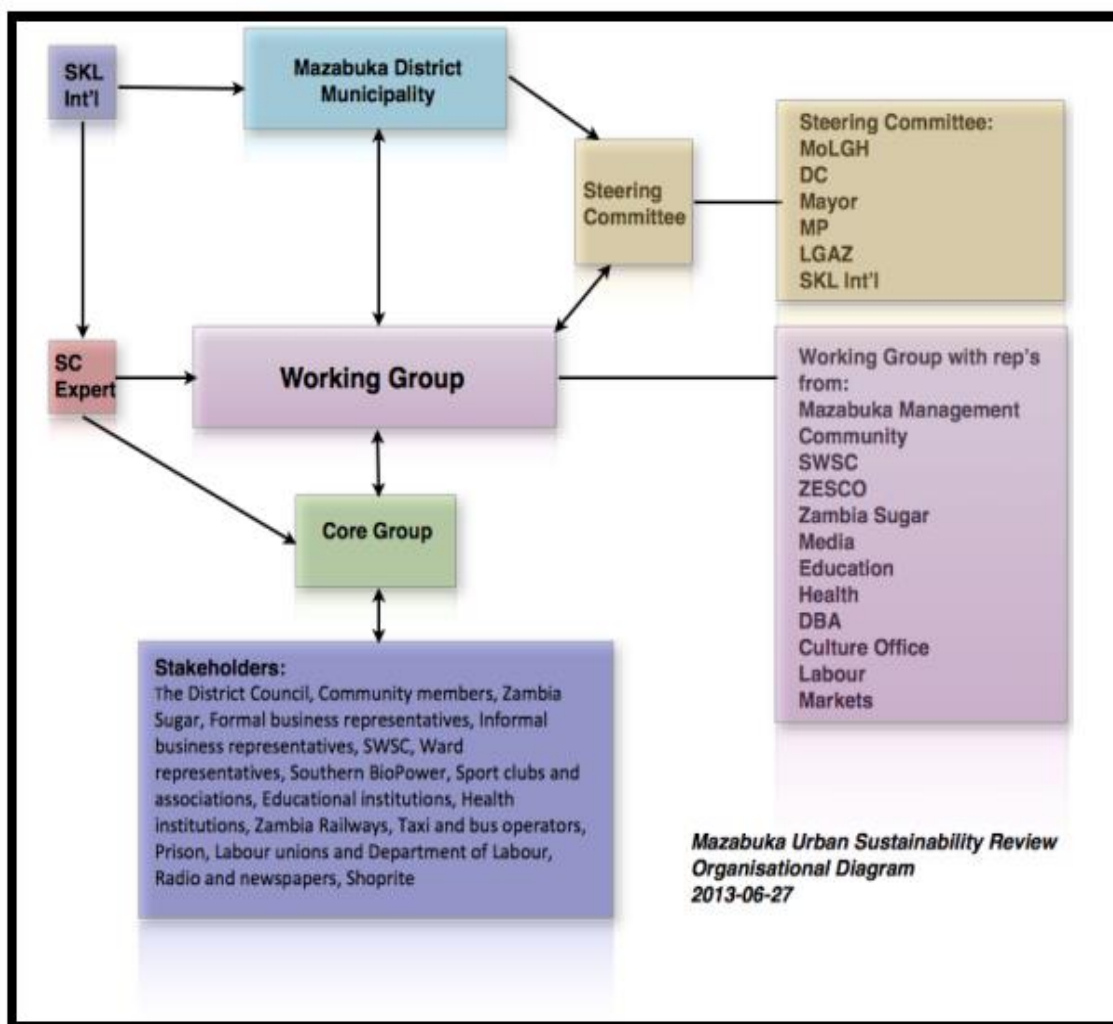 SKL
Int'l
Mazabuka District
Municipality
Steering
Committee
Steering Committee:
MoLGH
DC
Mayor
MP
LGAZ
SKL Int'l
SC
Expert
Working Group
Working Group with rep's
from:
Mazabuka Management
Community
SWSC
ZESCO
Zambia Sugar
Media
Education
Health
DBA
Culture Office
Labour
Markets
Core Group
Stakeholders:
The District Council, Community members, Zambia
Sugar, Formal business representatives, Informal
business representatives, SWSC, Ward
representatives, Southern BioPower, Sport clubs and
associations, Educational institutions, Health
institutions, Zambia Railways, Taxi and bus operators,
Prison, Labour unions and Department of Labour,
Radio and newspapers, Shoprite
Mazabuka Urban Sustainability Review
Organisational Diagram
2013-06-27